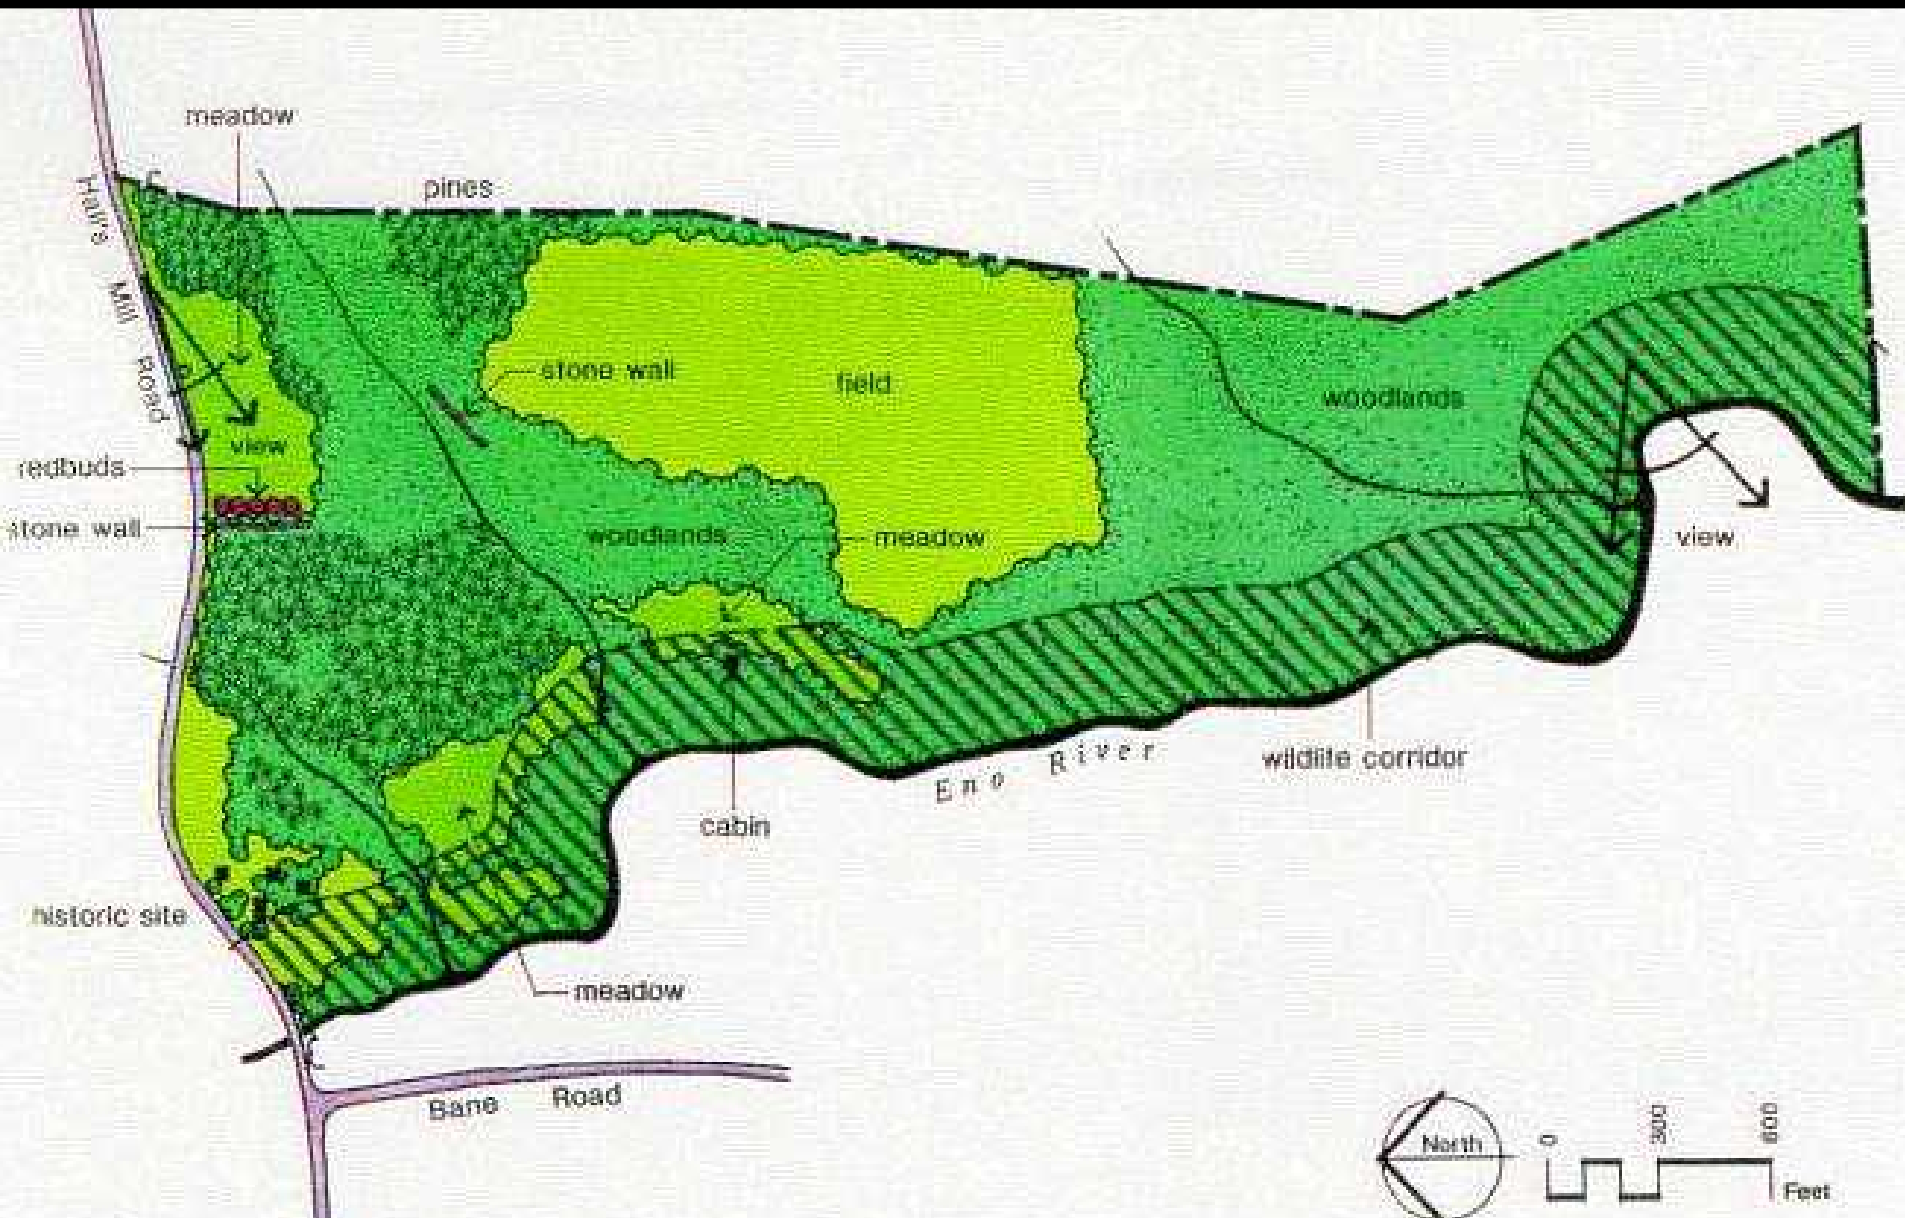 meadow
pines
Hall's Mill Road
stone wall
field
woodlands
view
redbuds
stone wall
woodlands
meadow
view
Eno River
wildlife corridor
cabin
historic site
meadow
Bane Road
North
0 300 600
Feet